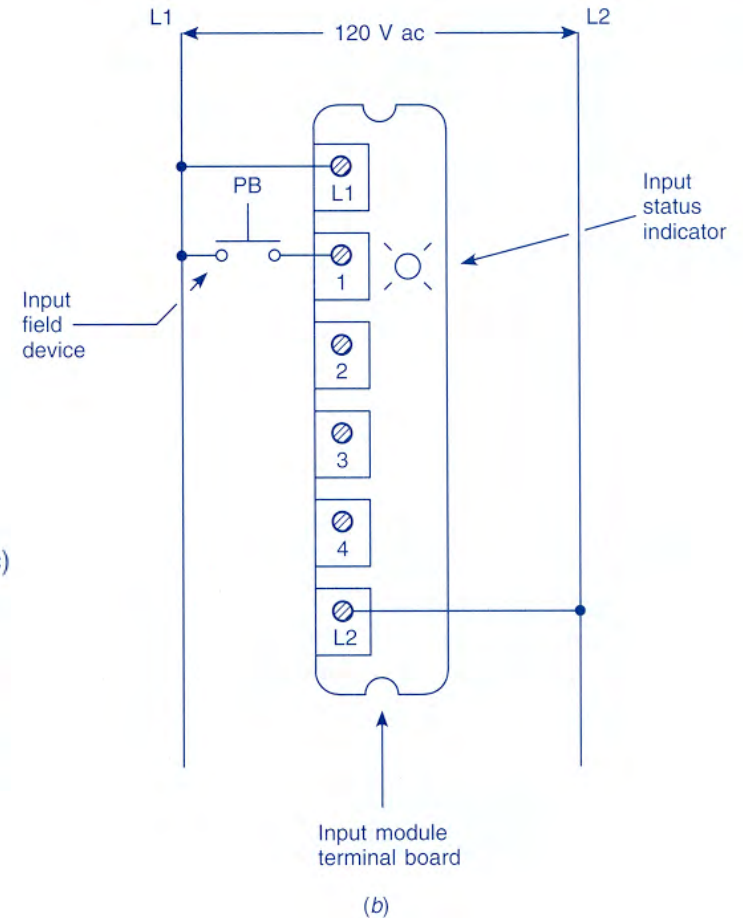 L1
120 V ac
L2
L1
PB
1
Input
status
indicator
Input
field
device
2
3
4
)
L2
Input module
terminal board
(b)